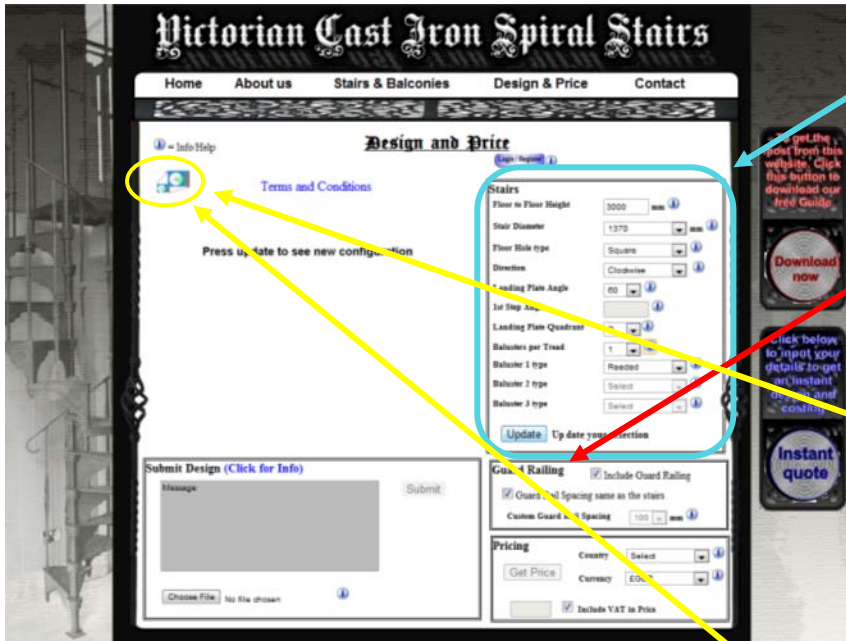 Victorian Cast Iron Spiral Stairs
Home About us Stairs & Balconies Design & Price Contact
= Info/Help
Design and Price
Login / Register
Terms and Conditions
Press update to see new configuration
Stairs
Floor to Floor Height 3000 mm
Stair Diameter 1370 mm
Floor Hole type Square
Direction Clockwise
Landing Plate Angle 60
1st Step Angle
Landing Plate Quadrant
Balusters per Tread 1
Baluster 1 type Reeded
Baluster 2 type Select
Baluster 3 type Select
Update Up date your selection
Guard Railing Include Guard Railing
Guard Rail Spacing same as the stairs
Custom Guard Rail Spacing 100 mm
Pricing
Country Select
Get Price
Currency
Include VAT in Price
Submit Design (Click for Info)
Message
Submit
Choose File No file chosen
To get the
post from this
website. Click
this button to
download our
free Guide
Download
now
Click below
to input your
details to get
an instant
design and
costing
Instant
quote